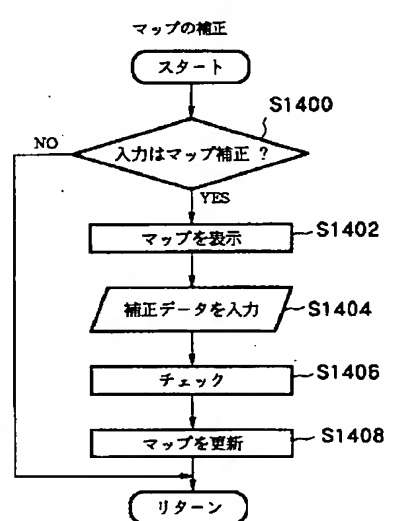 マップの補正
スタート
S1400
入力はマップ補正 ?
NO
YES
マップを表示
S1402
補正データを入力
S1404
チェック
S1406
マップを更新
S1408
リターン